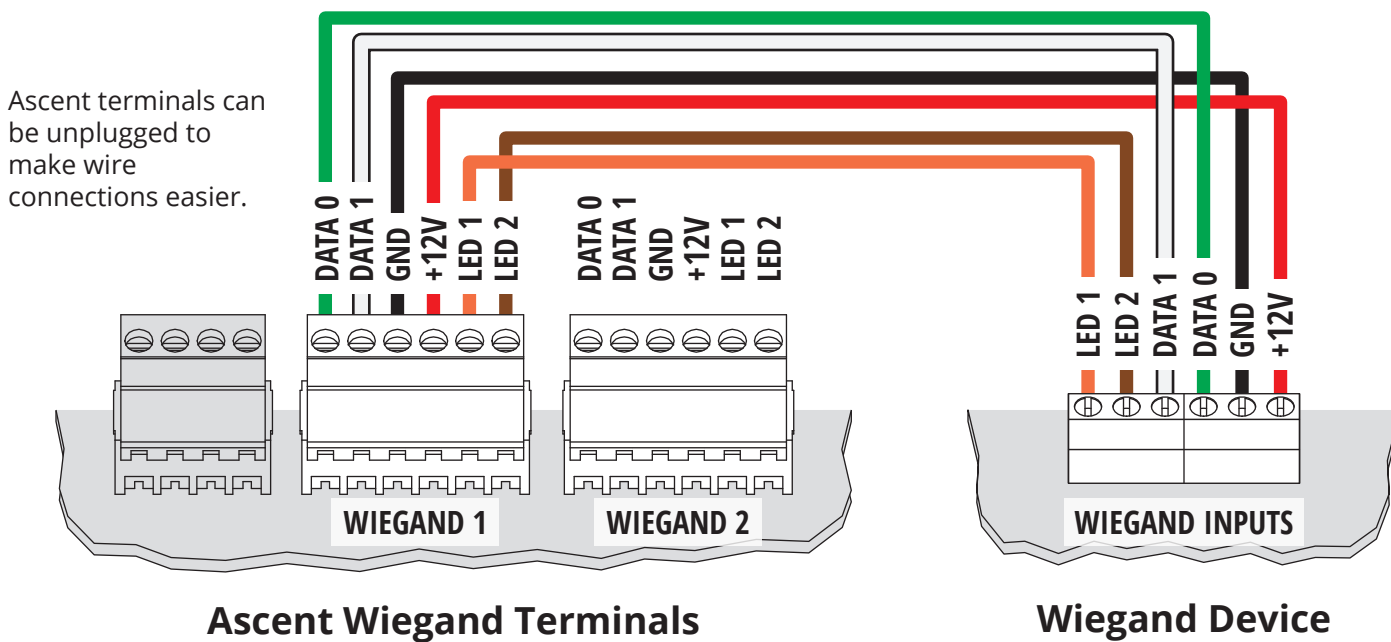 Ascent terminals can
be unplugged to
make wire
connections easier.
DATA 0
DATA 1
GND
+12V
LED 1
LED 2
DATA 0
DATA 1
GND
+12V
LED 1
LED 2
LED 1
LED 2
DATA 1
DATA 0
GND
+12V
WIEGAND 1
WIEGAND 2
WIEGAND INPUTS
Ascent Wiegand Terminals
Wiegand Device